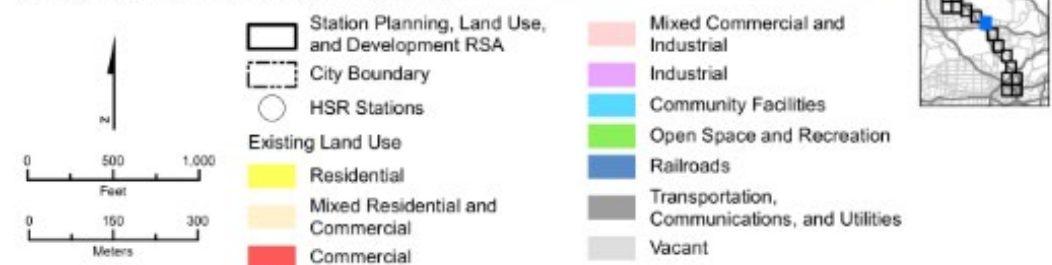 Station Planning, Land Use,
and Development RSA
City Boundary
HSR Stations
Existing Land Use
Residential
Mixed Residential and
Commercial
Commercial
Mixed Commercial and
Industrial
Industrial
Community Facilities
Open Space and Recreation
Railroads
Transportation,
Communications, and Utilities
Vacant
N
0 500 1,000
Feet
0 150 300
Meters